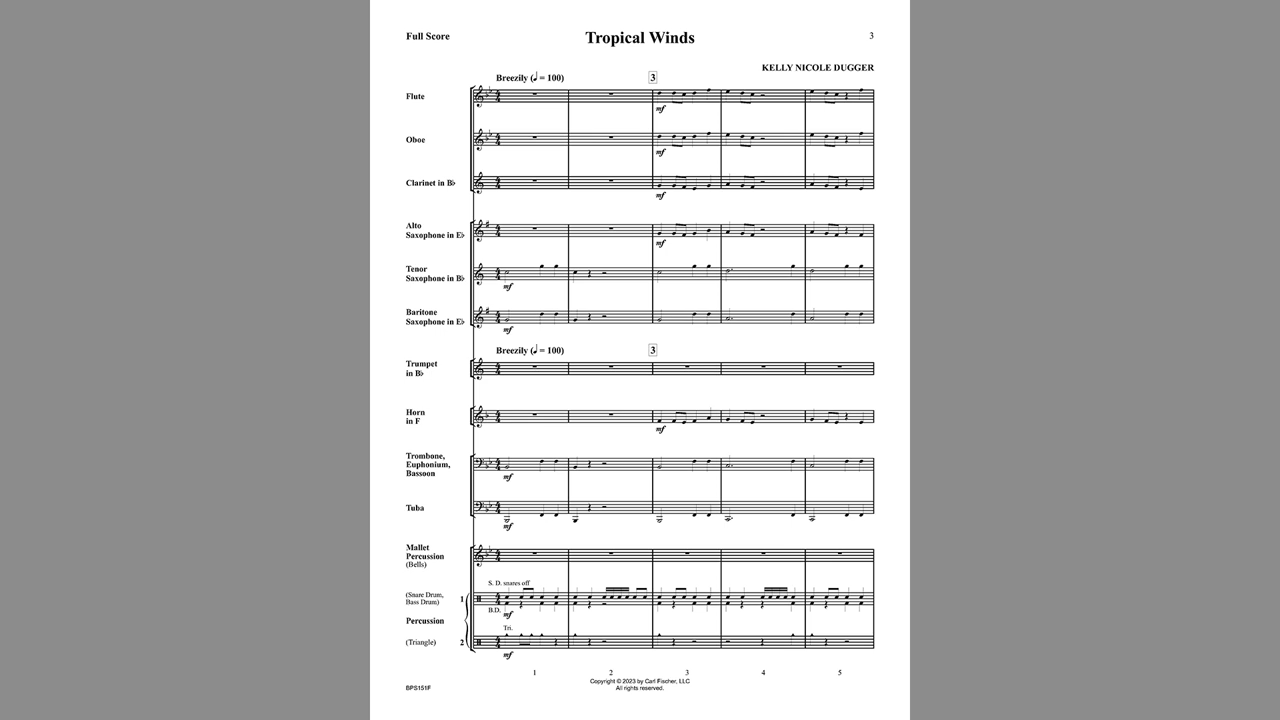 Full Score
Tropical Winds
3
KELLY NICOLE DUGGER
Breezily (♩ = 100)
3
Flute
mf
Oboe
mf
Clarinet in B♭
mf
Alto
Saxophone in E♭
mf
Tenor
Saxophone in B♭
mf
Baritone
Saxophone in E♭
mf
Breezily (♩ = 100)
3
Trumpet
in B♭
Horn
in F
mf
Trombone,
Euphonium,
Bassoon
mf
Tuba
mf
Mallet
Percussion
(Bells)
S. D. snares off
(Snare Drum,
Bass Drum)
1
B.D.
mf
Percussion
Tri.
(Triangle)
2
mf
1 2 3 4 5
Copyright © 2023 by Carl Fischer, LLC
All rights reserved.
BPS151F